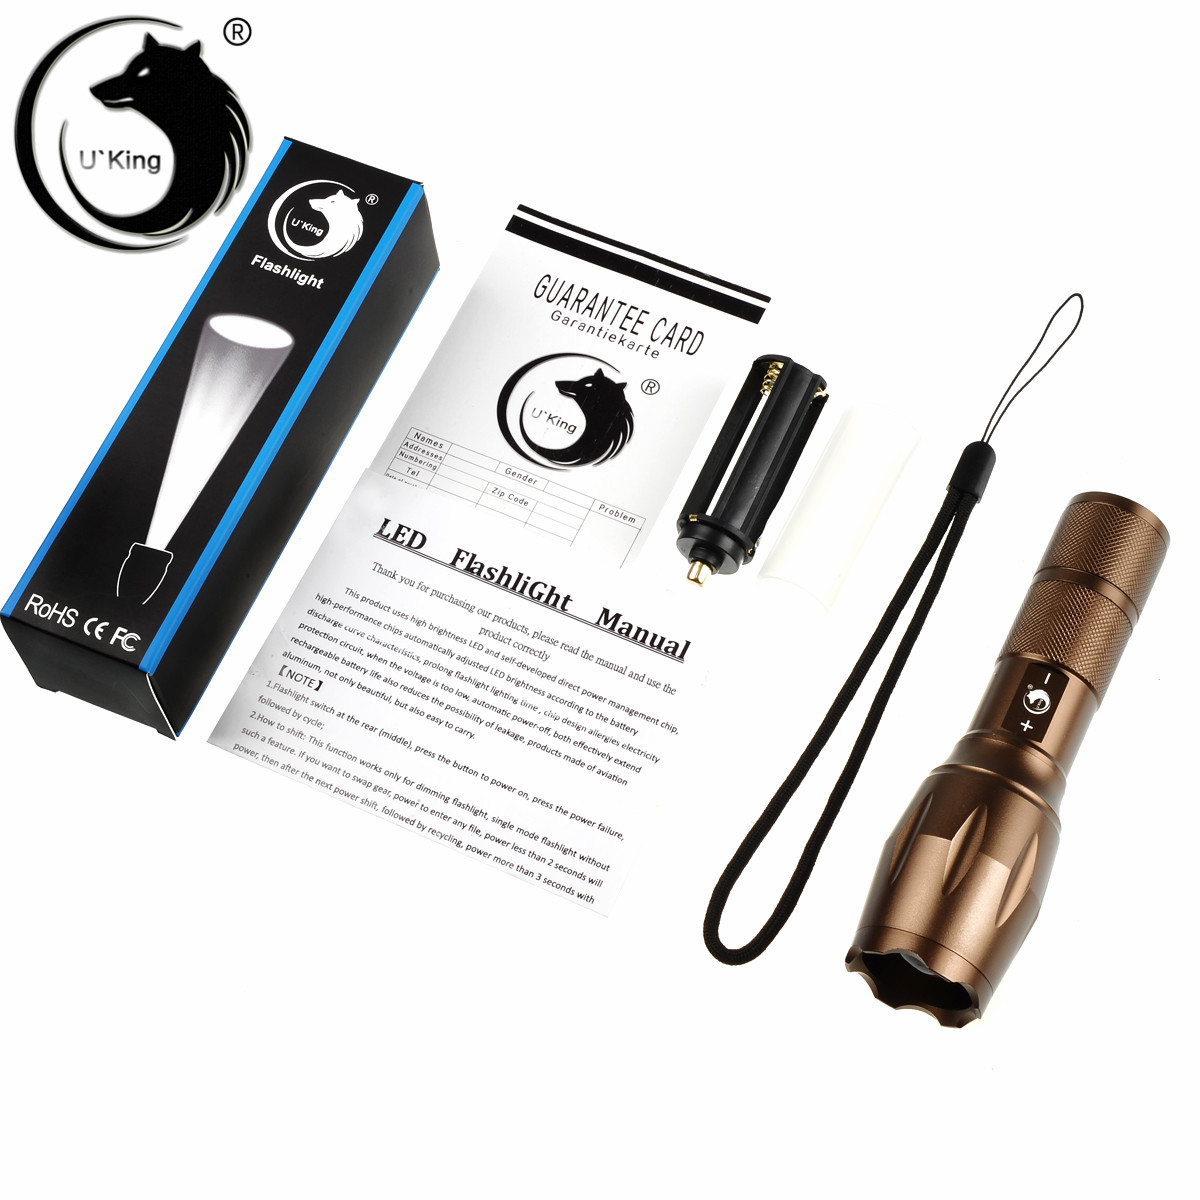 ®
U`King
®
U`King
Flashlight
RoHS CE FC
GUARANTEE CARD
Garantiekarte
®
U`King
Names
Addresses
Numbering
Gender
Tel
Zip Code
Problem
LED FlashliGht Manual
Thank you for purchasing our products, please read the manual and use the
product correctly
This product uses high brightness LED and self-developed direct power management chip,
high-performance chips automatically adjusted LED brightness according to the battery
discharge curve characteristics, prolong flashlight lighting time , chip design allergies electricity
protection circuit, when the voltage is too low, automatic power-off, both effectively extend
rechargeable battery life also reduces the possibility of leakage, products made of aviation
aluminum, not only beautiful, but also easy to carry.
【NOTE】
1.Flashlight switch at the rear (middle), press the button to power on, press the power failure,
followed by cycle;
2.How to shift: This function works only for dimming flashlight, single mode flashlight without
such a feature. If you want to swap gear, power to enter any file, power less than 2 seconds will
power, then after the next power shift, followed by recycling, power more than 3 seconds with
−
®
+